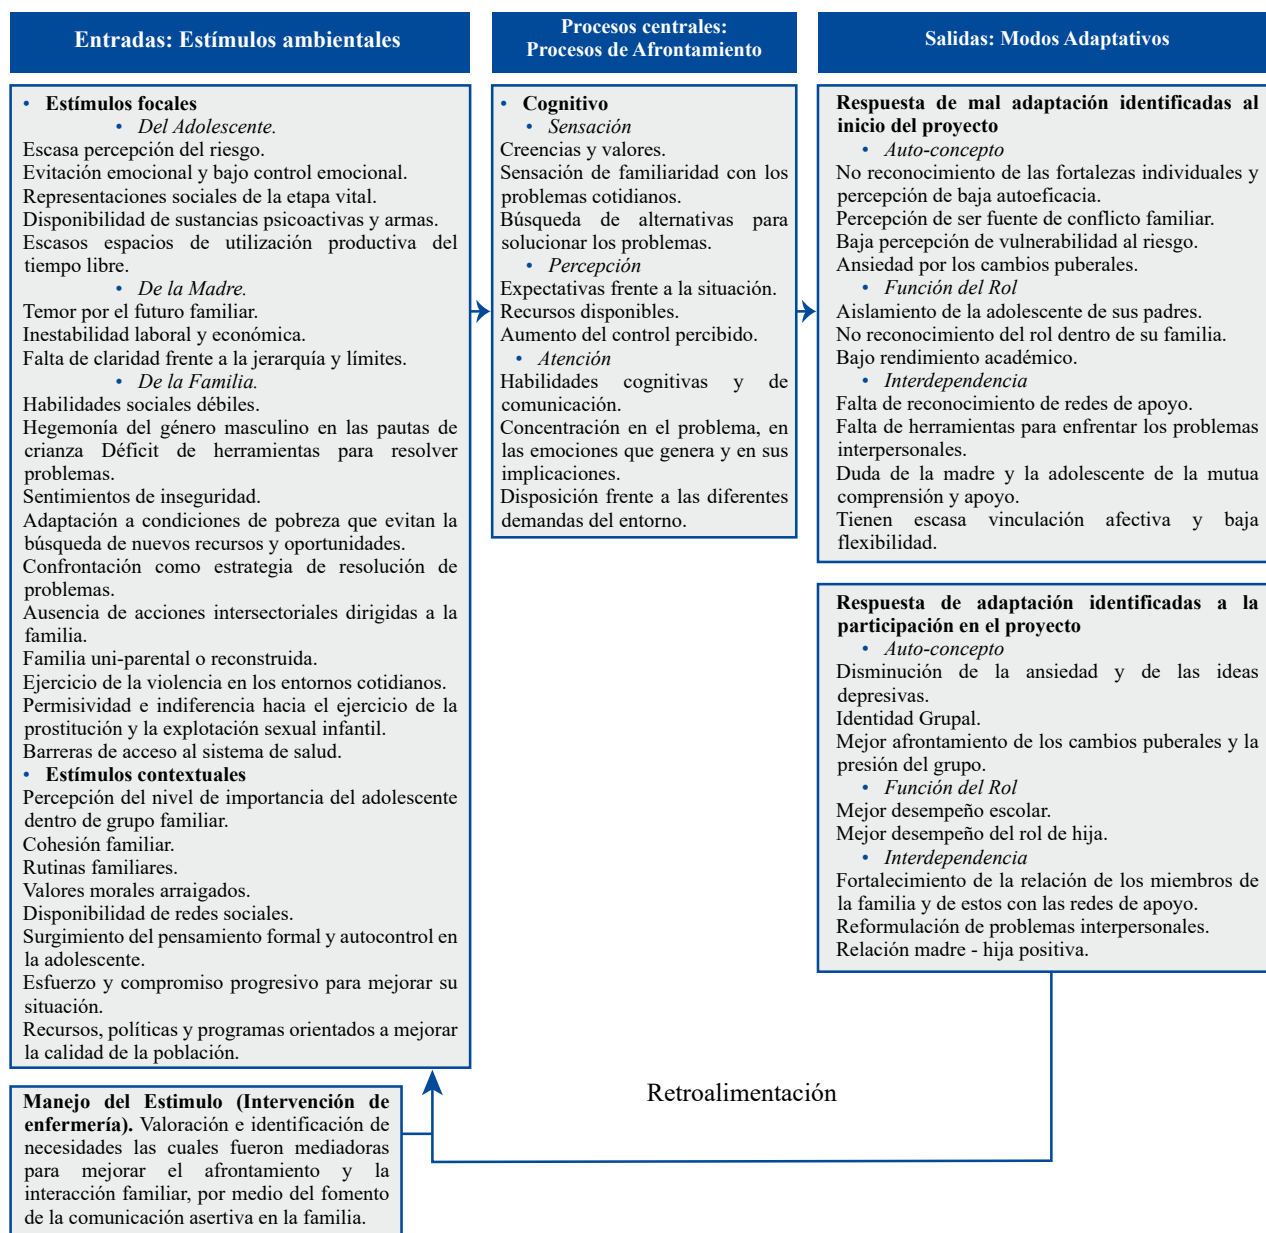 Entradas: Estímulos ambientales
• Estímulos focales
• Del Adolescente.
Escasa percepción del riesgo.
Evitación emocional y bajo control emocional.
Representaciones sociales de la etapa vital.
Disponibilidad de sustancias psicoactivas y armas.
Escasos espacios de utilización productiva del
tiempo libre.
• De la Madre.
Temor por el futuro familiar.
Inestabilidad laboral y económica.
Falta de claridad frente a la jerarquía y límites.
• De la Familia.
Habilidades sociales débiles.
Hegemonía del género masculino en las pautas de
crianza Déficit de herramientas para resolver
problemas.
Sentimientos de inseguridad.
Adaptación a condiciones de pobreza que evitan la
búsqueda de nuevos recursos y oportunidades.
Confrontación como estrategia de resolución de
problemas.
Ausencia de acciones intersectoriales dirigidas a la
familia.
Familia uni-parental o reconstruida.
Ejercicio de la violencia en los entornos cotidianos.
Permisividad e indiferencia hacia el ejercicio de la
prostitución y la explotación sexual infantil.
Barreras de acceso al sistema de salud.
• Estímulos contextuales
Percepción del nivel de importancia del adolescente
dentro de grupo familiar.
Cohesión familiar.
Rutinas familiares.
Valores morales arraigados.
Disponibilidad de redes sociales.
Surgimiento del pensamiento formal y autocontrol en
la adolescente.
Esfuerzo y compromiso progresivo para mejorar su
situación.
Recursos, políticas y programas orientados a mejorar
la calidad de la población.
Manejo del Estimulo (Intervención de
enfermería). Valoración e identificación de
necesidades las cuales fueron mediadoras
para mejorar el afrontamiento y la
interacción familiar, por medio del fomento
de la comunicación asertiva en la familia.
Procesos centrales:
Procesos de Afrontamiento
• Cognitivo
• Sensación
Creencias y valores.
Sensación de familiaridad con los
problemas cotidianos.
Búsqueda de alternativas para
solucionar los problemas.
• Percepción
Expectativas frente a la situación.
Recursos disponibles.
Aumento del control percibido.
• Atención
Habilidades cognitivas y de
comunicación.
Concentración en el problema, en
las emociones que genera y en sus
implicaciones.
Disposición frente a las diferentes
demandas del entorno.
Salidas: Modos Adaptativos
Respuesta de mal adaptación identificadas al
inicio del proyecto
• Auto-concepto
No reconocimiento de las fortalezas individuales y
percepción de baja autoeficacia.
Percepción de ser fuente de conflicto familiar.
Baja percepción de vulnerabilidad al riesgo.
Ansiedad por los cambios puberales.
• Función del Rol
Aislamiento de la adolescente de sus padres.
No reconocimiento del rol dentro de su familia.
Bajo rendimiento académico.
• Interdependencia
Falta de reconocimiento de redes de apoyo.
Falta de herramientas para enfrentar los problemas
interpersonales.
Duda de la madre y la adolescente de la mutua
comprensión y apoyo.
Tienen escasa vinculación afectiva y baja
flexibilidad.
Respuesta de adaptación identificadas a la
participación en el proyecto
• Auto-concepto
Disminución de la ansiedad y de las ideas
depresivas.
Identidad Grupal.
Mejor afrontamiento de los cambios puberales y la
presión del grupo.
• Función del Rol
Mejor desempeño escolar.
Mejor desempeño del rol de hija.
• Interdependencia
Fortalecimiento de la relación de los miembros de
la familia y de estos con las redes de apoyo.
Reformulación de problemas interpersonales.
Relación madre - hija positiva.
Retroalimentación